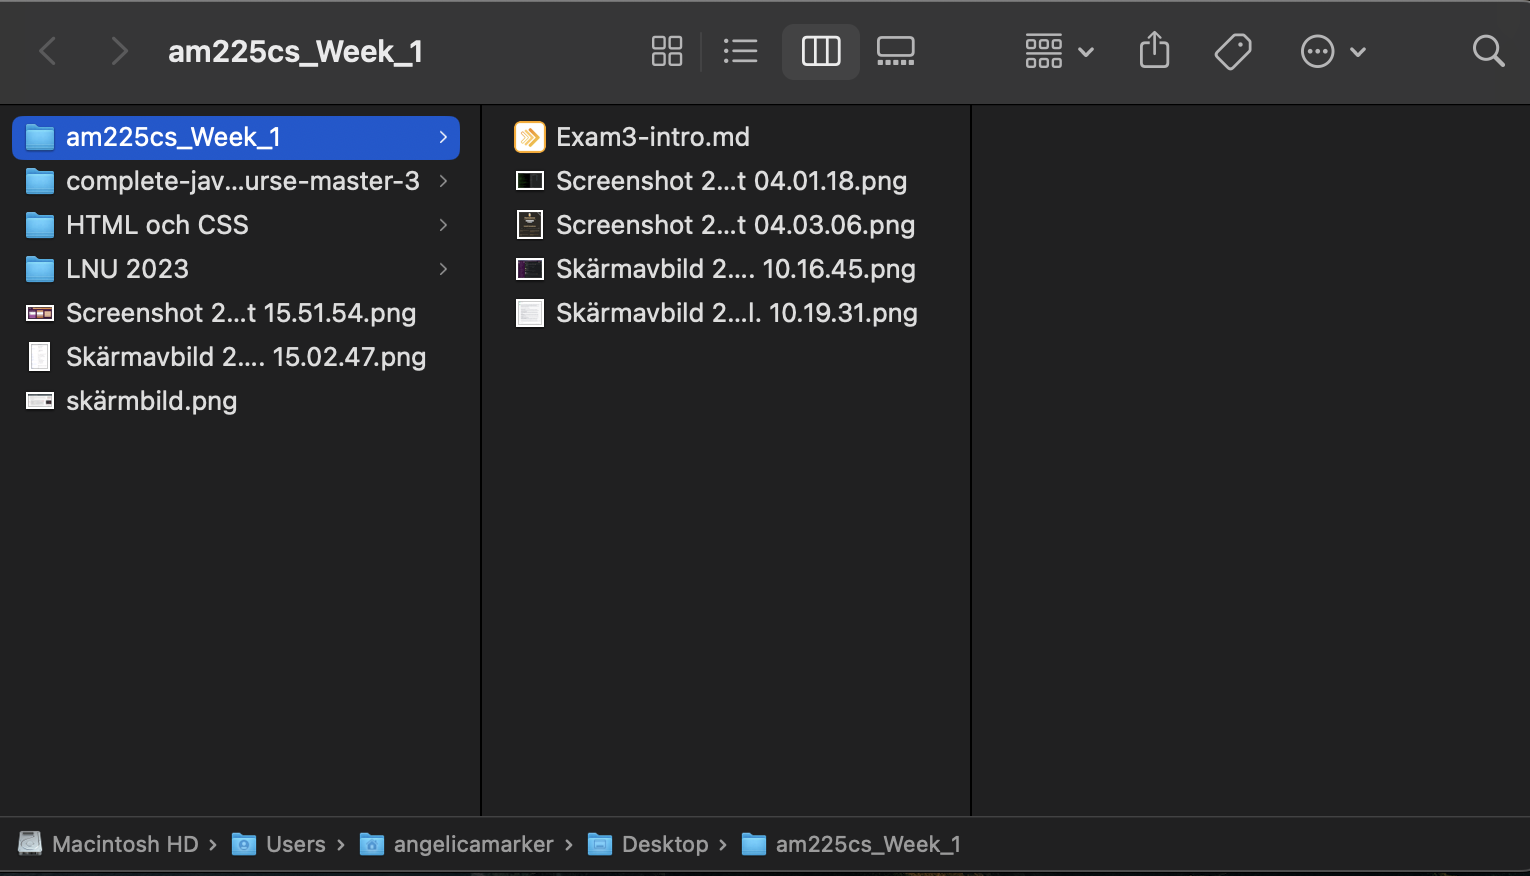 am225cs_Week_1
am225cs_Week_1
complete-jav...urse-master-3
HTML och CSS
LNU 2023
Screenshot 2...t 15.51.54.png
Skärmavbild 2.... 15.02.47.png
skärmbild.png
Exam3-intro.md
Screenshot 2...t 04.01.18.png
Screenshot 2...t 04.03.06.png
Skärmavbild 2.... 10.16.45.png
Skärmavbild 2...l. 10.19.31.png
Macintosh HD › Users › angelicamarker › Desktop › am225cs_Week_1